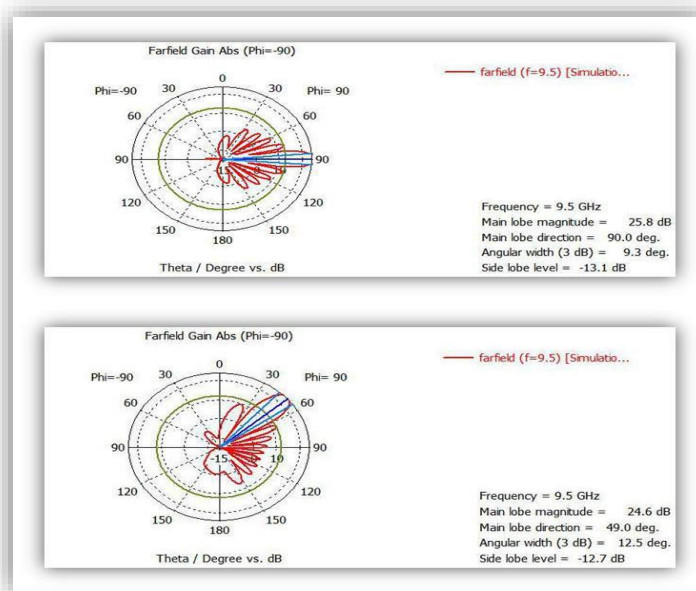 Farfield Gain Abs (Phi=-90)
farfield (f=9.5) [Simulatio...
0
Phi=-90 30 30 Phi= 90
60 60
90 90
120 120
150 150
180
Theta / Degree vs. dB
Frequency = 9.5 GHz
Main lobe magnitude = 25.8 dB
Main lobe direction = 90.0 deg.
Angular width (3 dB) = 9.3 deg.
Side lobe level = -13.1 dB
Farfield Gain Abs (Phi=-90)
farfield (f=9.5) [Simulatio...
0
Phi=-90 30 30 Phi= 90
60 60
90 -15 10 90
120 120
150 150
180
Theta / Degree vs. dB
Frequency = 9.5 GHz
Main lobe magnitude = 24.6 dB
Main lobe direction = 49.0 deg.
Angular width (3 dB) = 12.5 deg.
Side lobe level = -12.7 dB